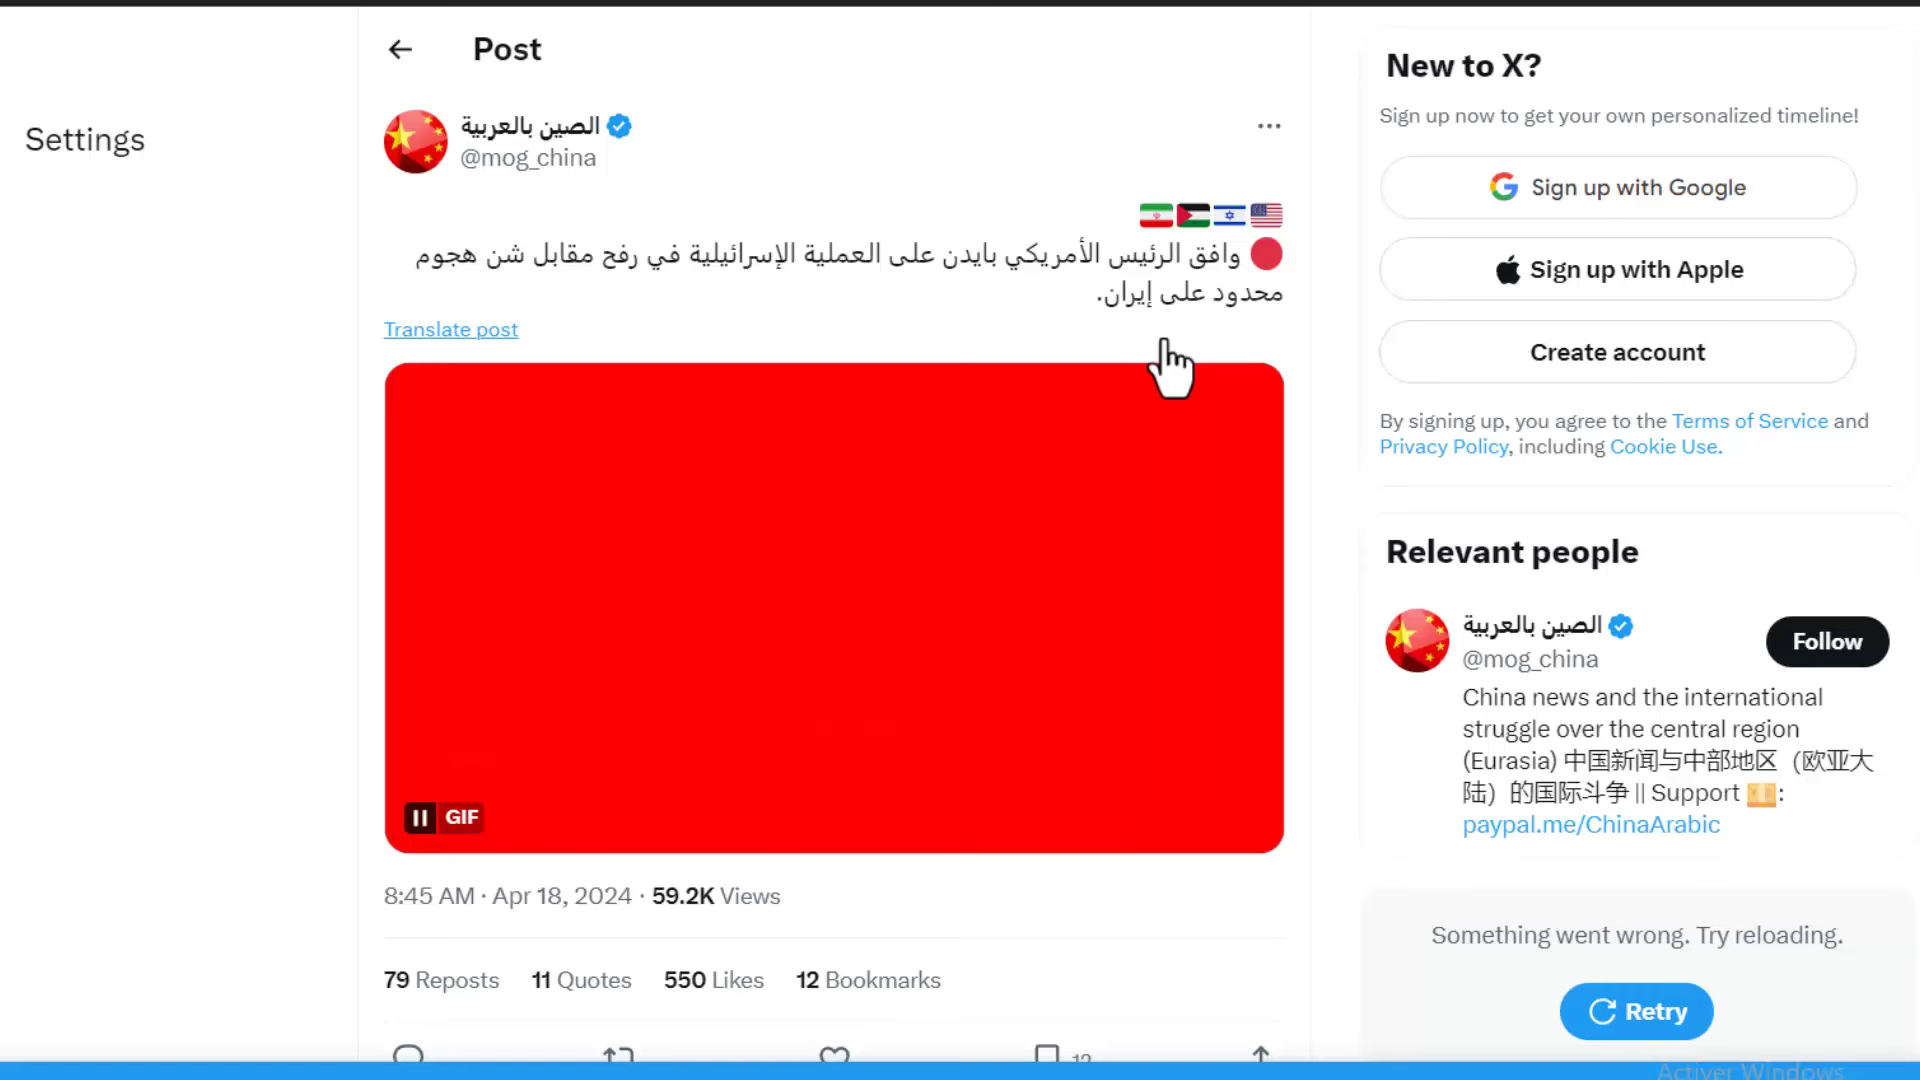 Post
Settings
الصين بالعربية
@mog_china
وافق الرئيس الأمريكي بايدن على العملية الإسرائيلية في رفح مقابل شن هجوم
محدود على إيران.
Translate post
GIF
8:45 AM · Apr 18, 2024 · 59.2K Views
79 Reposts 11 Quotes 550 Likes 12 Bookmarks
12
New to X?
Sign up now to get your own personalized timeline!
Sign up with Google
Sign up with Apple
Create account
By signing up, you agree to the Terms of Service and
Privacy Policy, including Cookie Use.
Relevant people
الصين بالعربية
@mog_china
Follow
China news and the international
struggle over the central region
(Eurasia) 中国新闻与中部地区（欧亚大
陆）的国际斗争 || Support :
paypal.me/ChinaArabic
Something went wrong. Try reloading.
Retry
Activer Windows